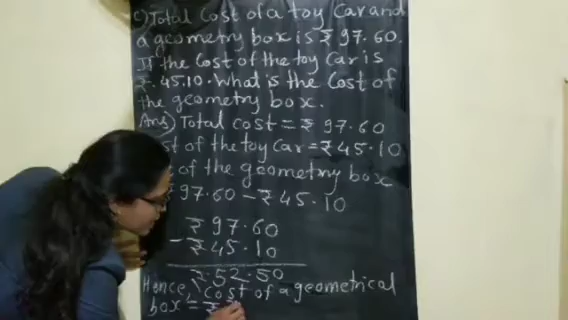 c) Total Cost of a toy Car and
a geometry box is ₹ 97.60.
If the Cost of the toy Car is
₹. 45.10. What is the Cost of
the geometry box.
Ans) Total cost = ₹ 97.60
st of the toy Car = ₹45.10
of the geometry box
₹97.60 - ₹45.10
₹97.60
- ₹45.10
₹.52.50
Hence, Cost of a geometrical
box = ₹